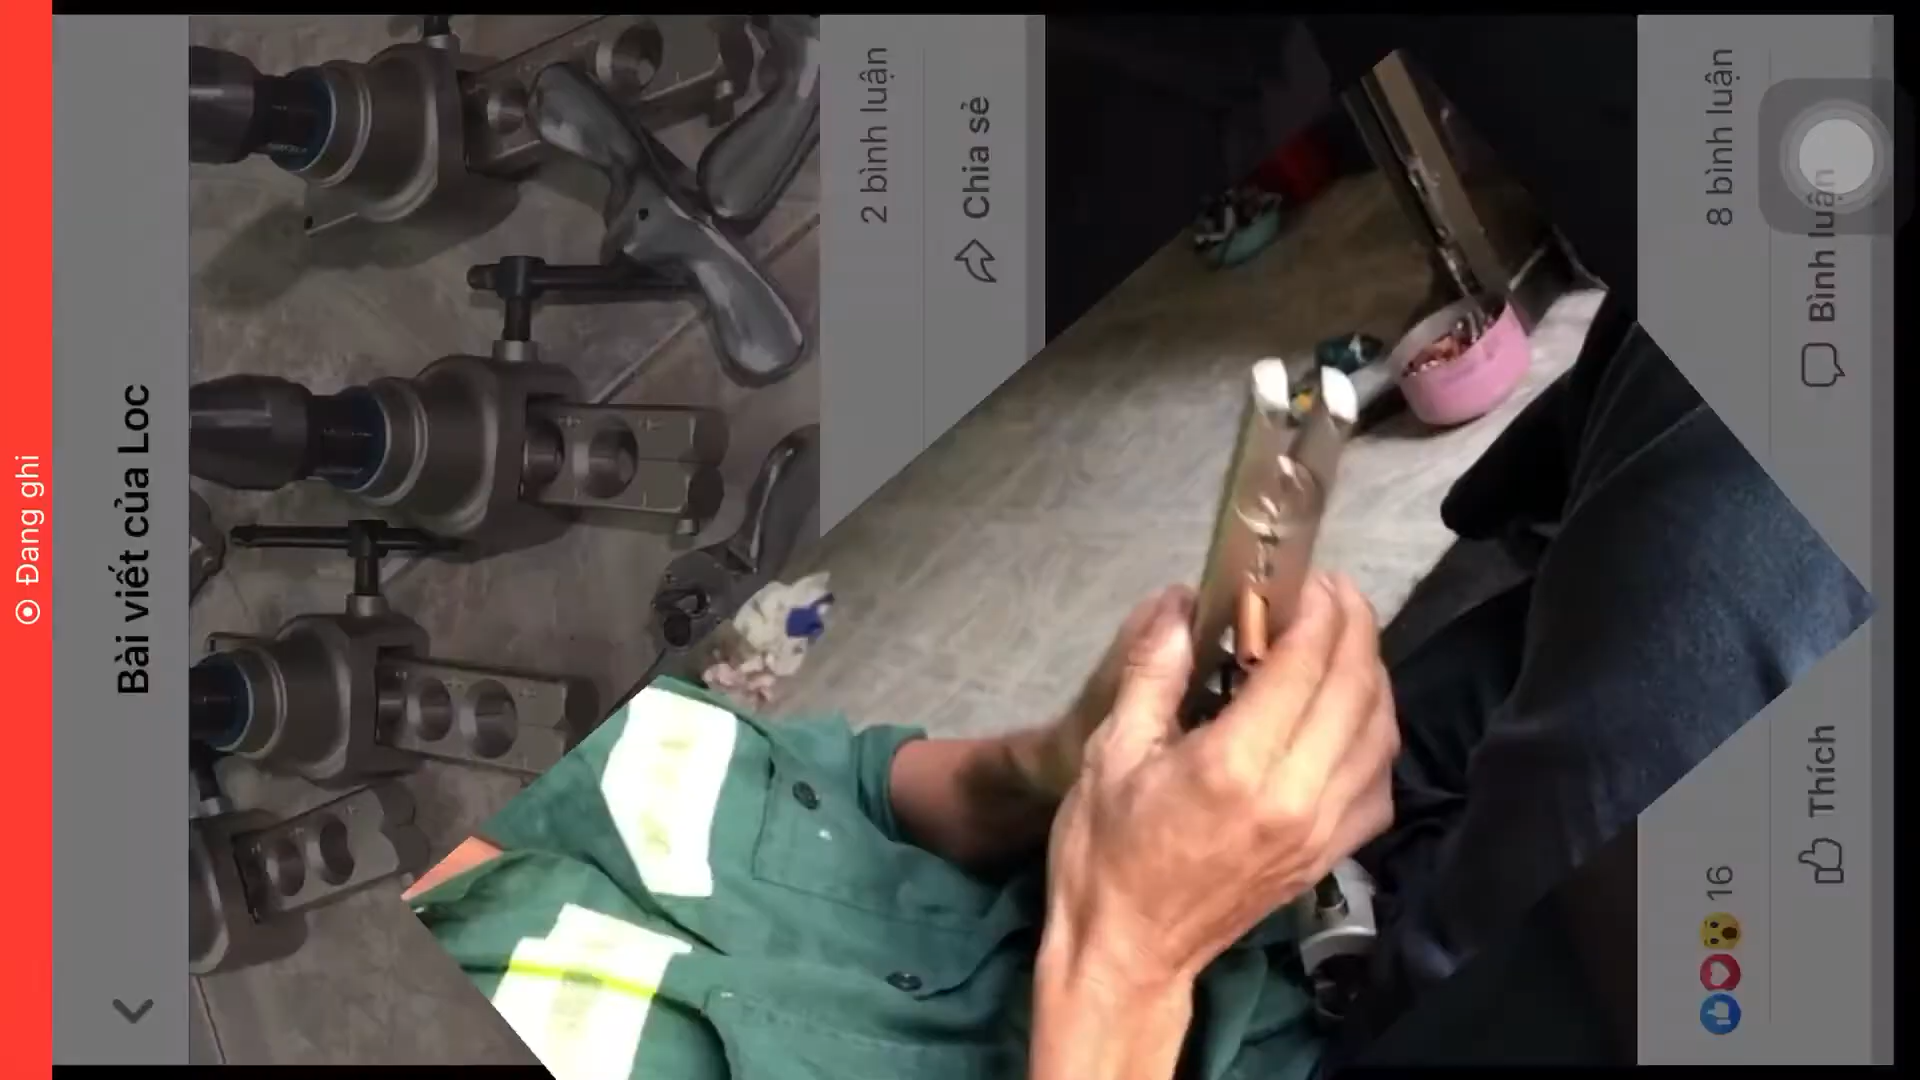 Đang ghi
Bài viết của Loc
2 bình luận
Chia sẻ
16
8 bình luận
Thích
Bình luận